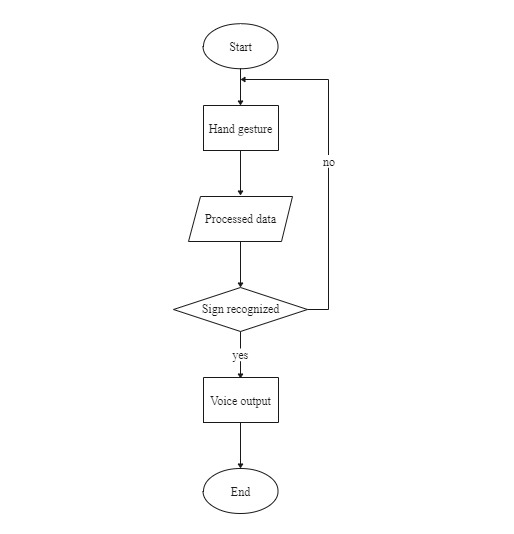 Start
Hand gesture
no
Processed data
Sign recognized
yes
Voice output
End